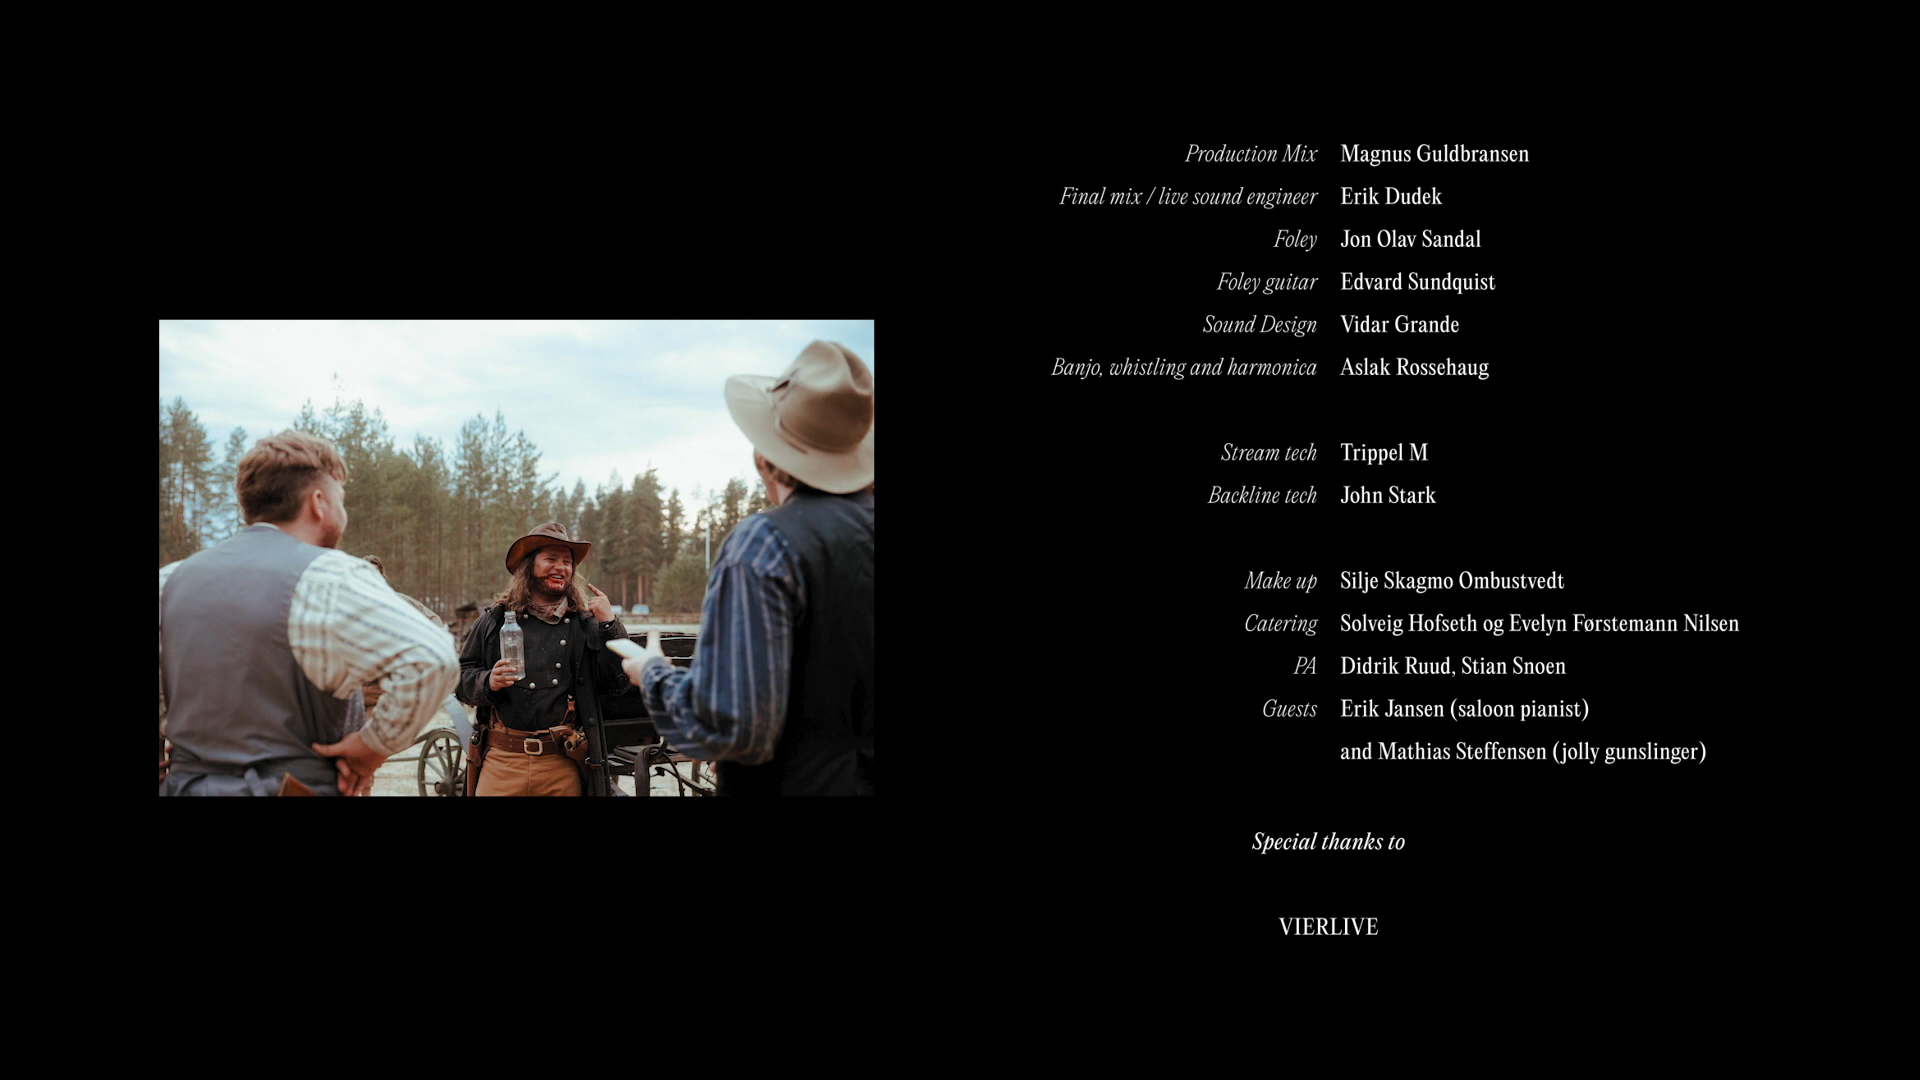 Production Mix Magnus Guldbransen
Final mix / live sound engineer Erik Dudek
Foley Jon Olav Sandal
Foley guitar Edvard Sundquist
Sound Design Vidar Grande
Banjo, whistling and harmonica Aslak Rossehaug
Stream tech Trippel M
Backline tech John Stark
Make up Silje Skagmo Ombustvedt
Catering Solveig Hofseth og Evelyn Førstemann Nilsen
PA Didrik Ruud, Stian Snoen
Guests Erik Jansen (saloon pianist)
and Mathias Steffensen (jolly gunslinger)
Special thanks to
VIERLIVE